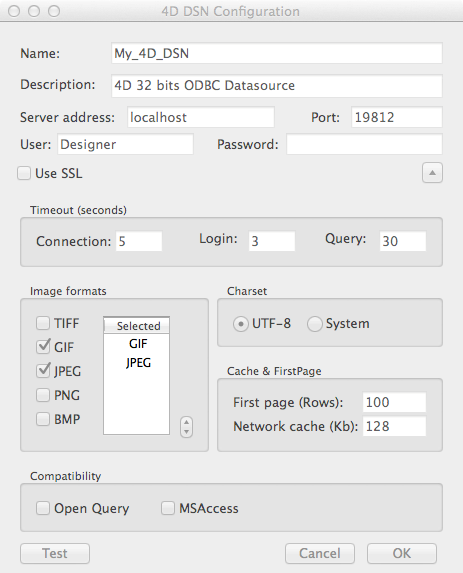 4D DSN Configuration
Name: My_4D_DSN
Description: 4D 32 bits ODBC Datasource
Server address: localhost Port: 19812
User: Designer Password:
Use SSL
Timeout (seconds)
Connection: 5 Login: 3 Query: 30
Image formats
TIFF
GIF
JPEG
PNG
BMP
Selected
GIF
JPEG
Charset
UTF-8 System
Cache & FirstPage
First page (Rows): 100
Network cache (Kb): 128
Compatibility
Open Query MSAccess
Test Cancel OK